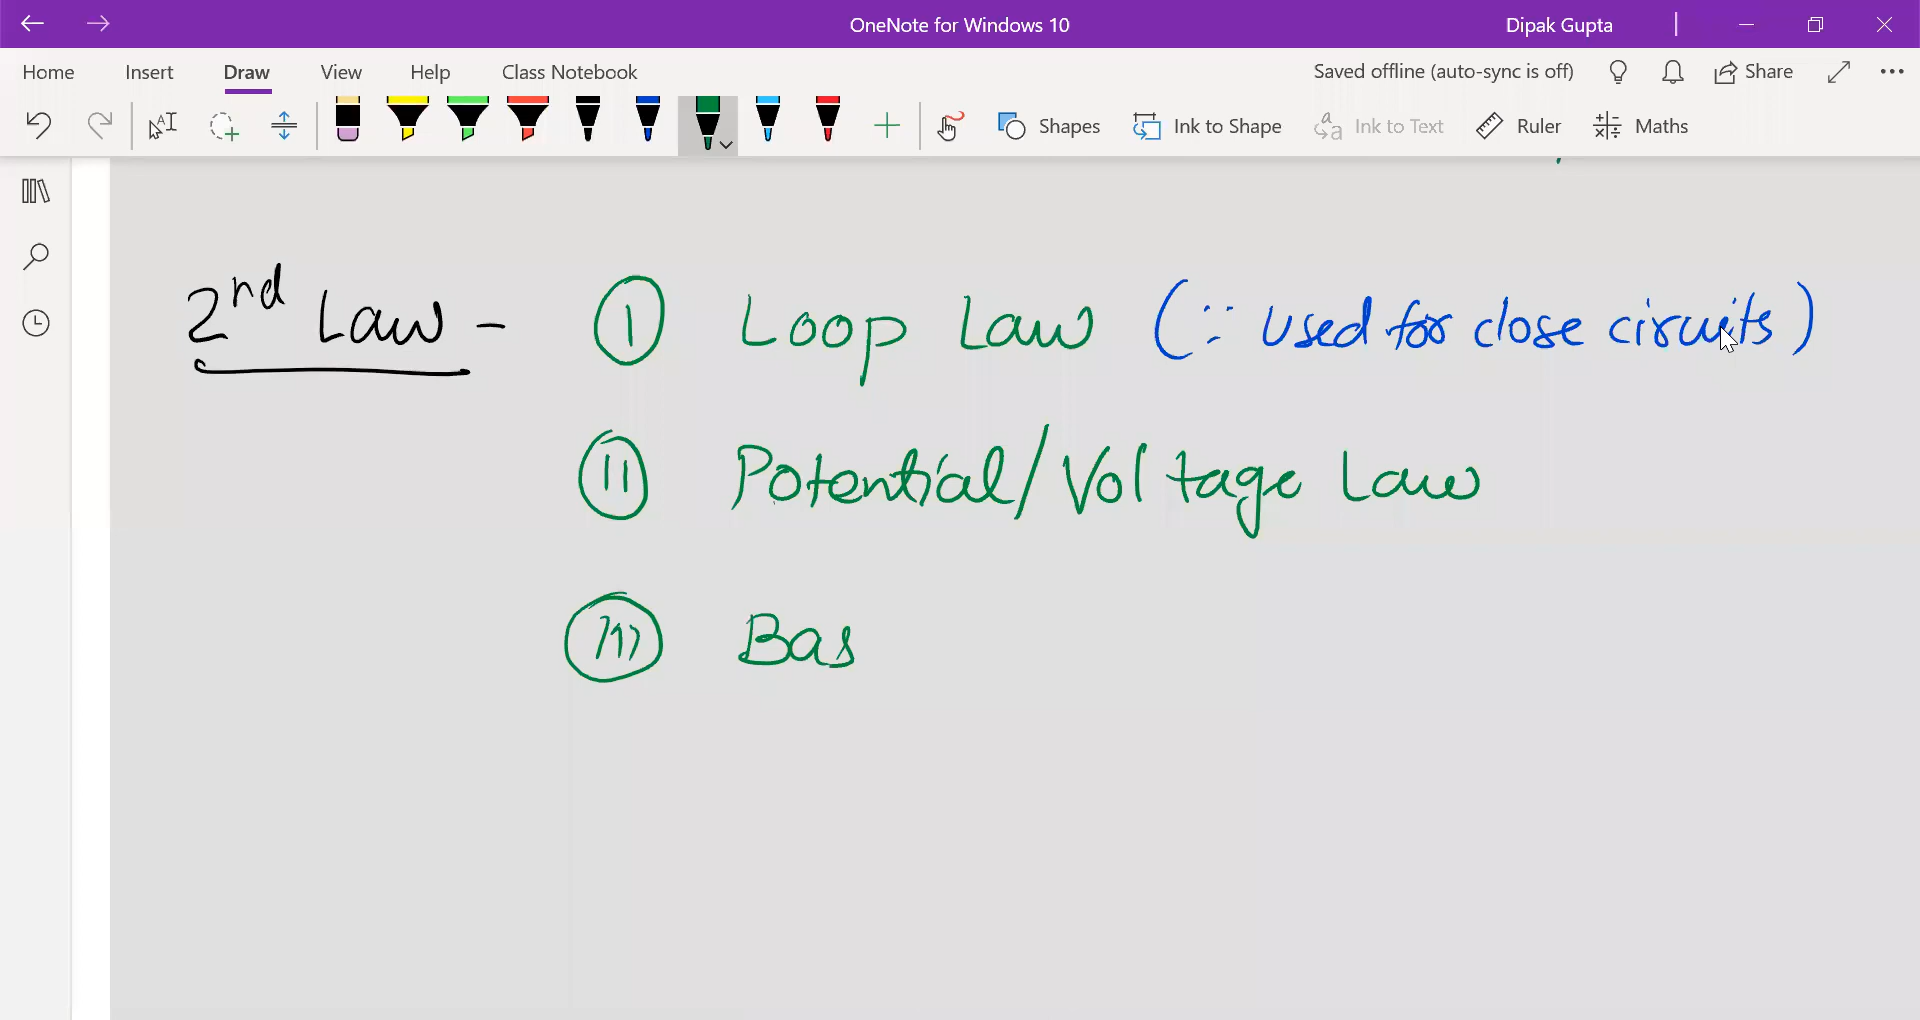 OneNote for Windows 10 Dipak Gupta
Home Insert Draw View Help Class Notebook Saved offline (auto-sync is off) Share
Shapes Ink to Shape Ink to Text Ruler Maths
2nd Law - (I) Loop Law (∵ Used for close circuits)
(II) Potential/Voltage Law
(III) Bas